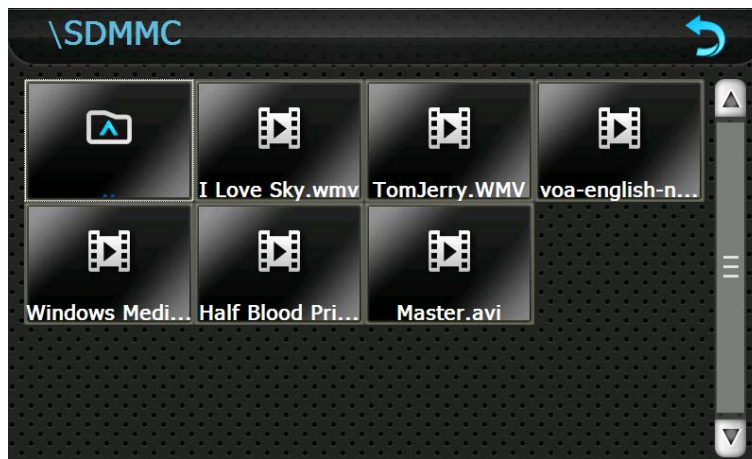 \SDMMC
..
I Love Sky.wmv
TomJerry.WMV
voa-english-n...
Windows Medi...
Half Blood Pri...
Master.avi